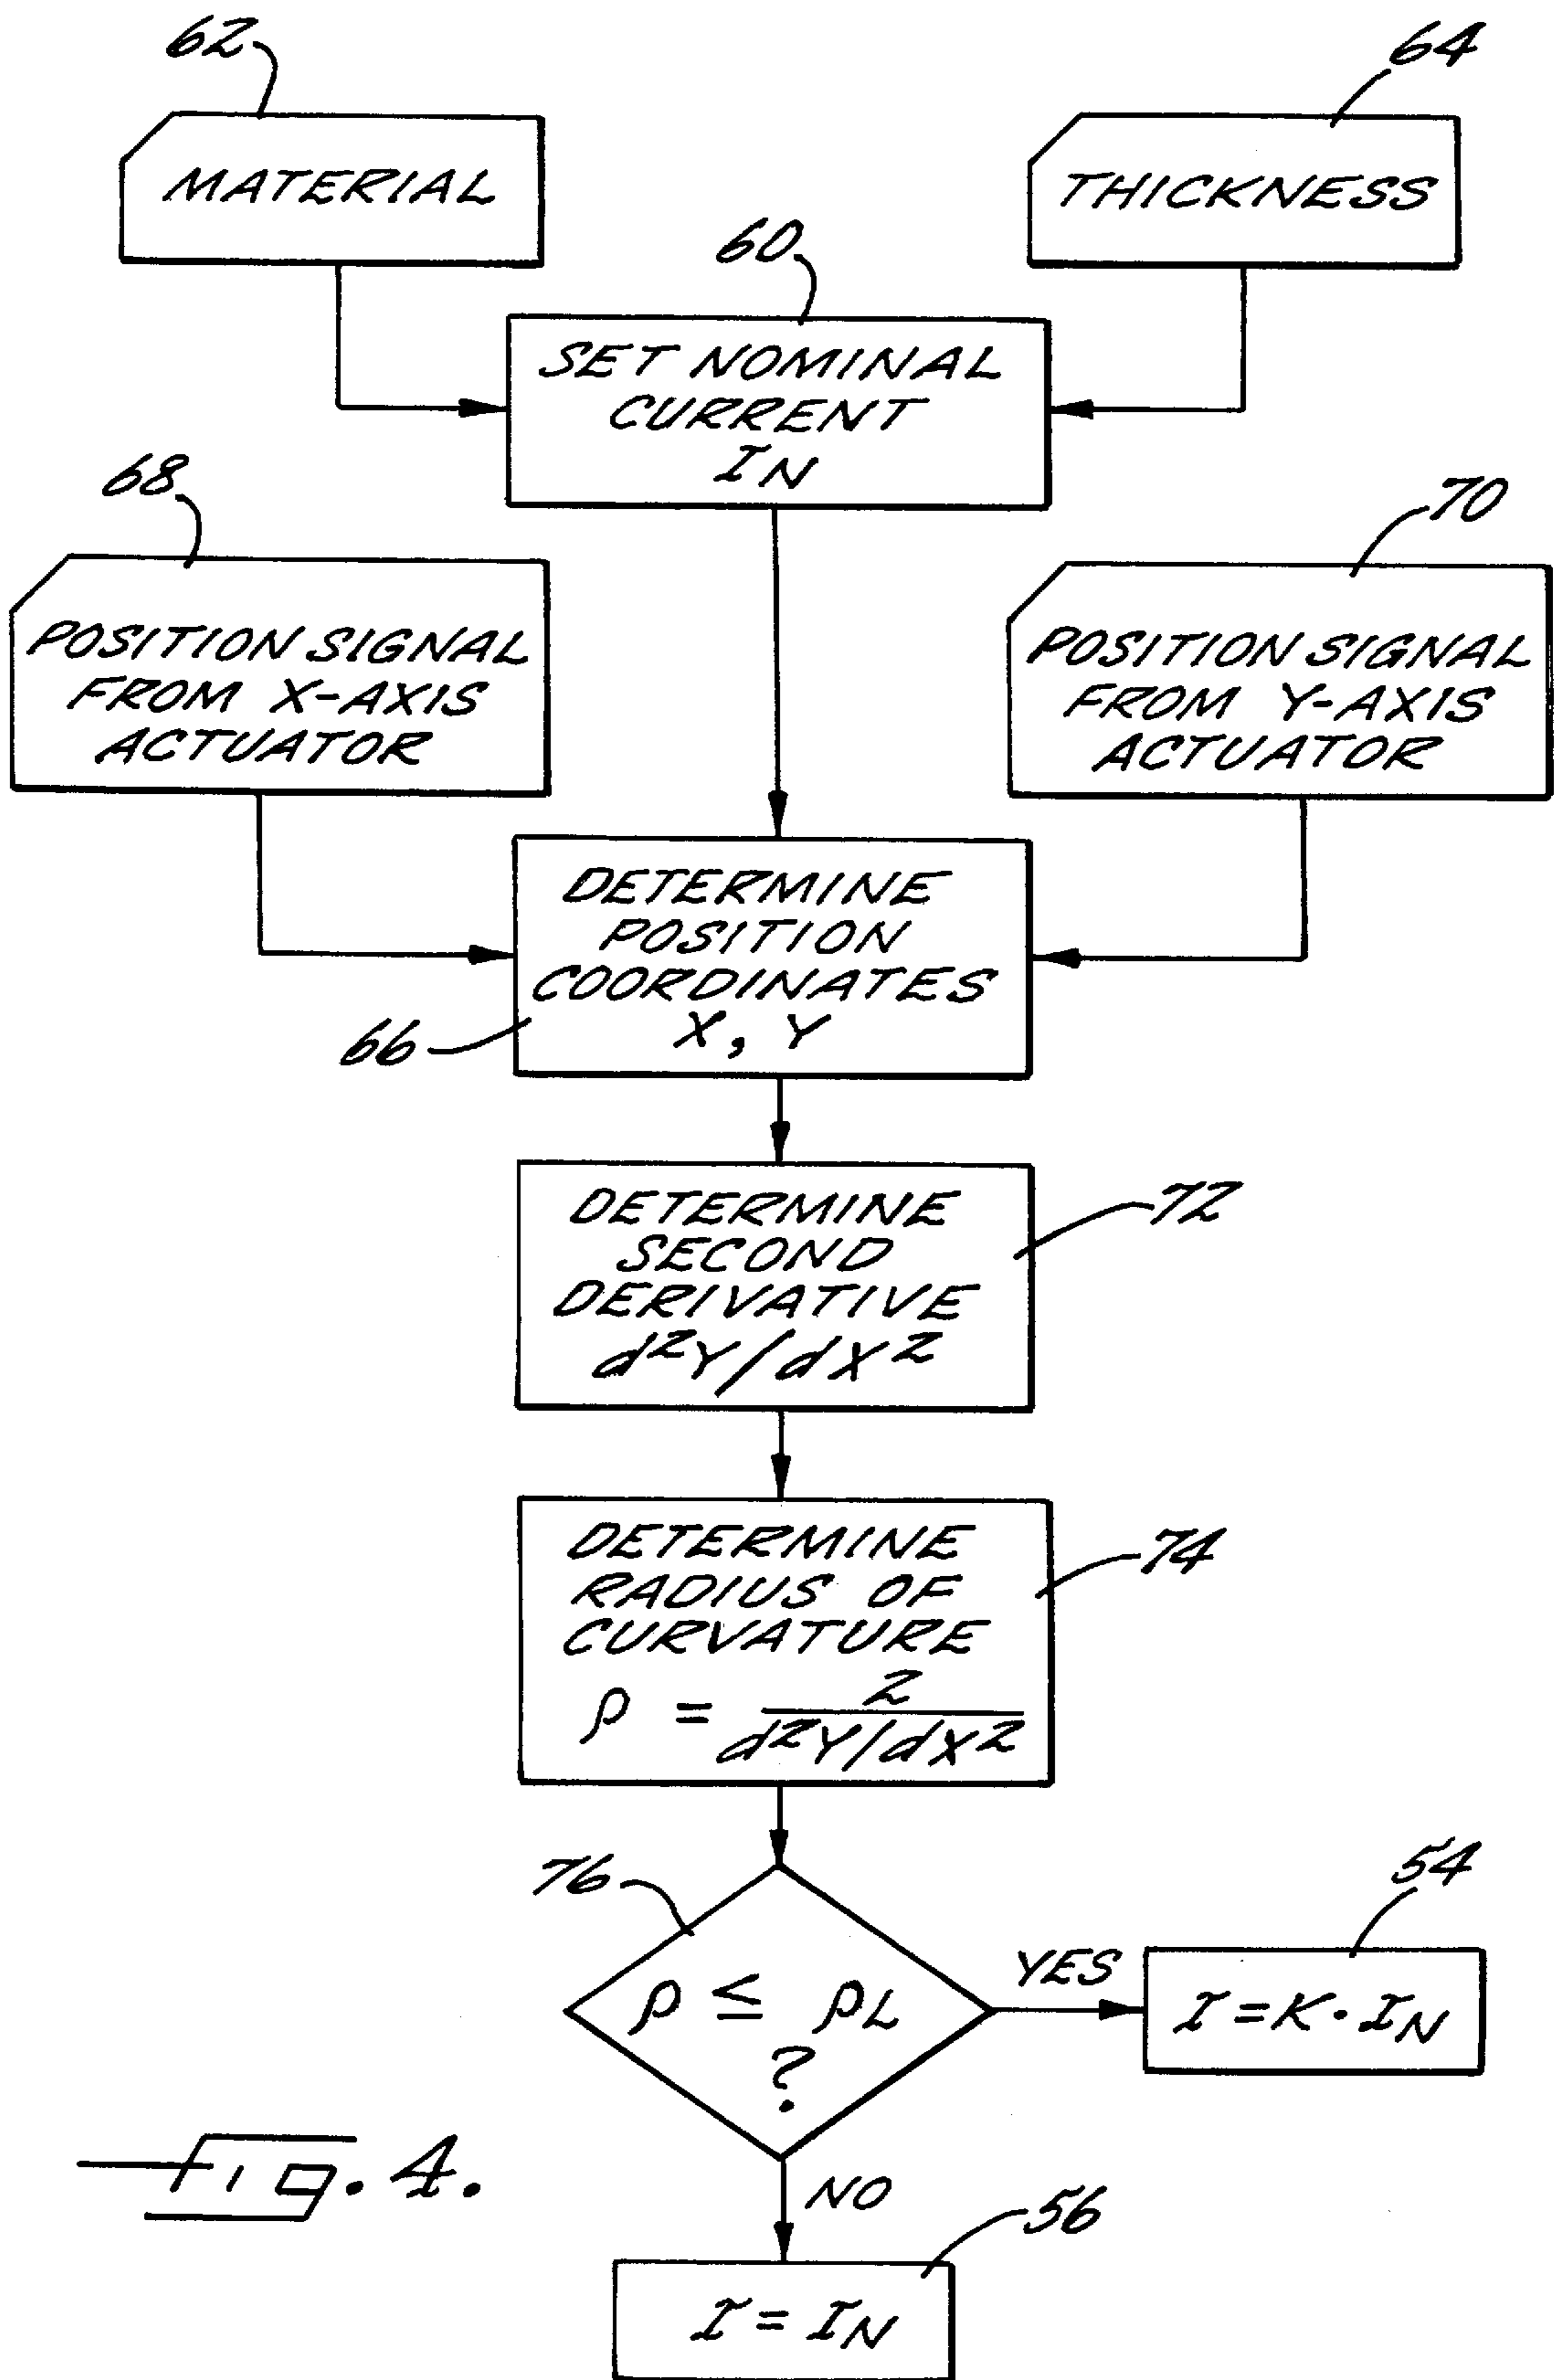 62
64
MATERIAL
THICKNESS
60
SET NOMINAL
CURRENT
IN
68
70
POSITION SIGNAL
FROM X-AXIS
ACTUATOR
POSITION SIGNAL
FROM Y-AXIS
ACTUATOR
DETERMINE
POSITION
COORDINATES
X, Y
66
DETERMINE
SECOND
DERIVATIVE
d²Y/dX²
72
DETERMINE
RADIUS OF
CURVATURE
ρ = 2
d²Y/dX²
74
76
ρ ≤ ρL
?
YES
54
I = K · IN
NO
56
I = IN
Fig. 4.